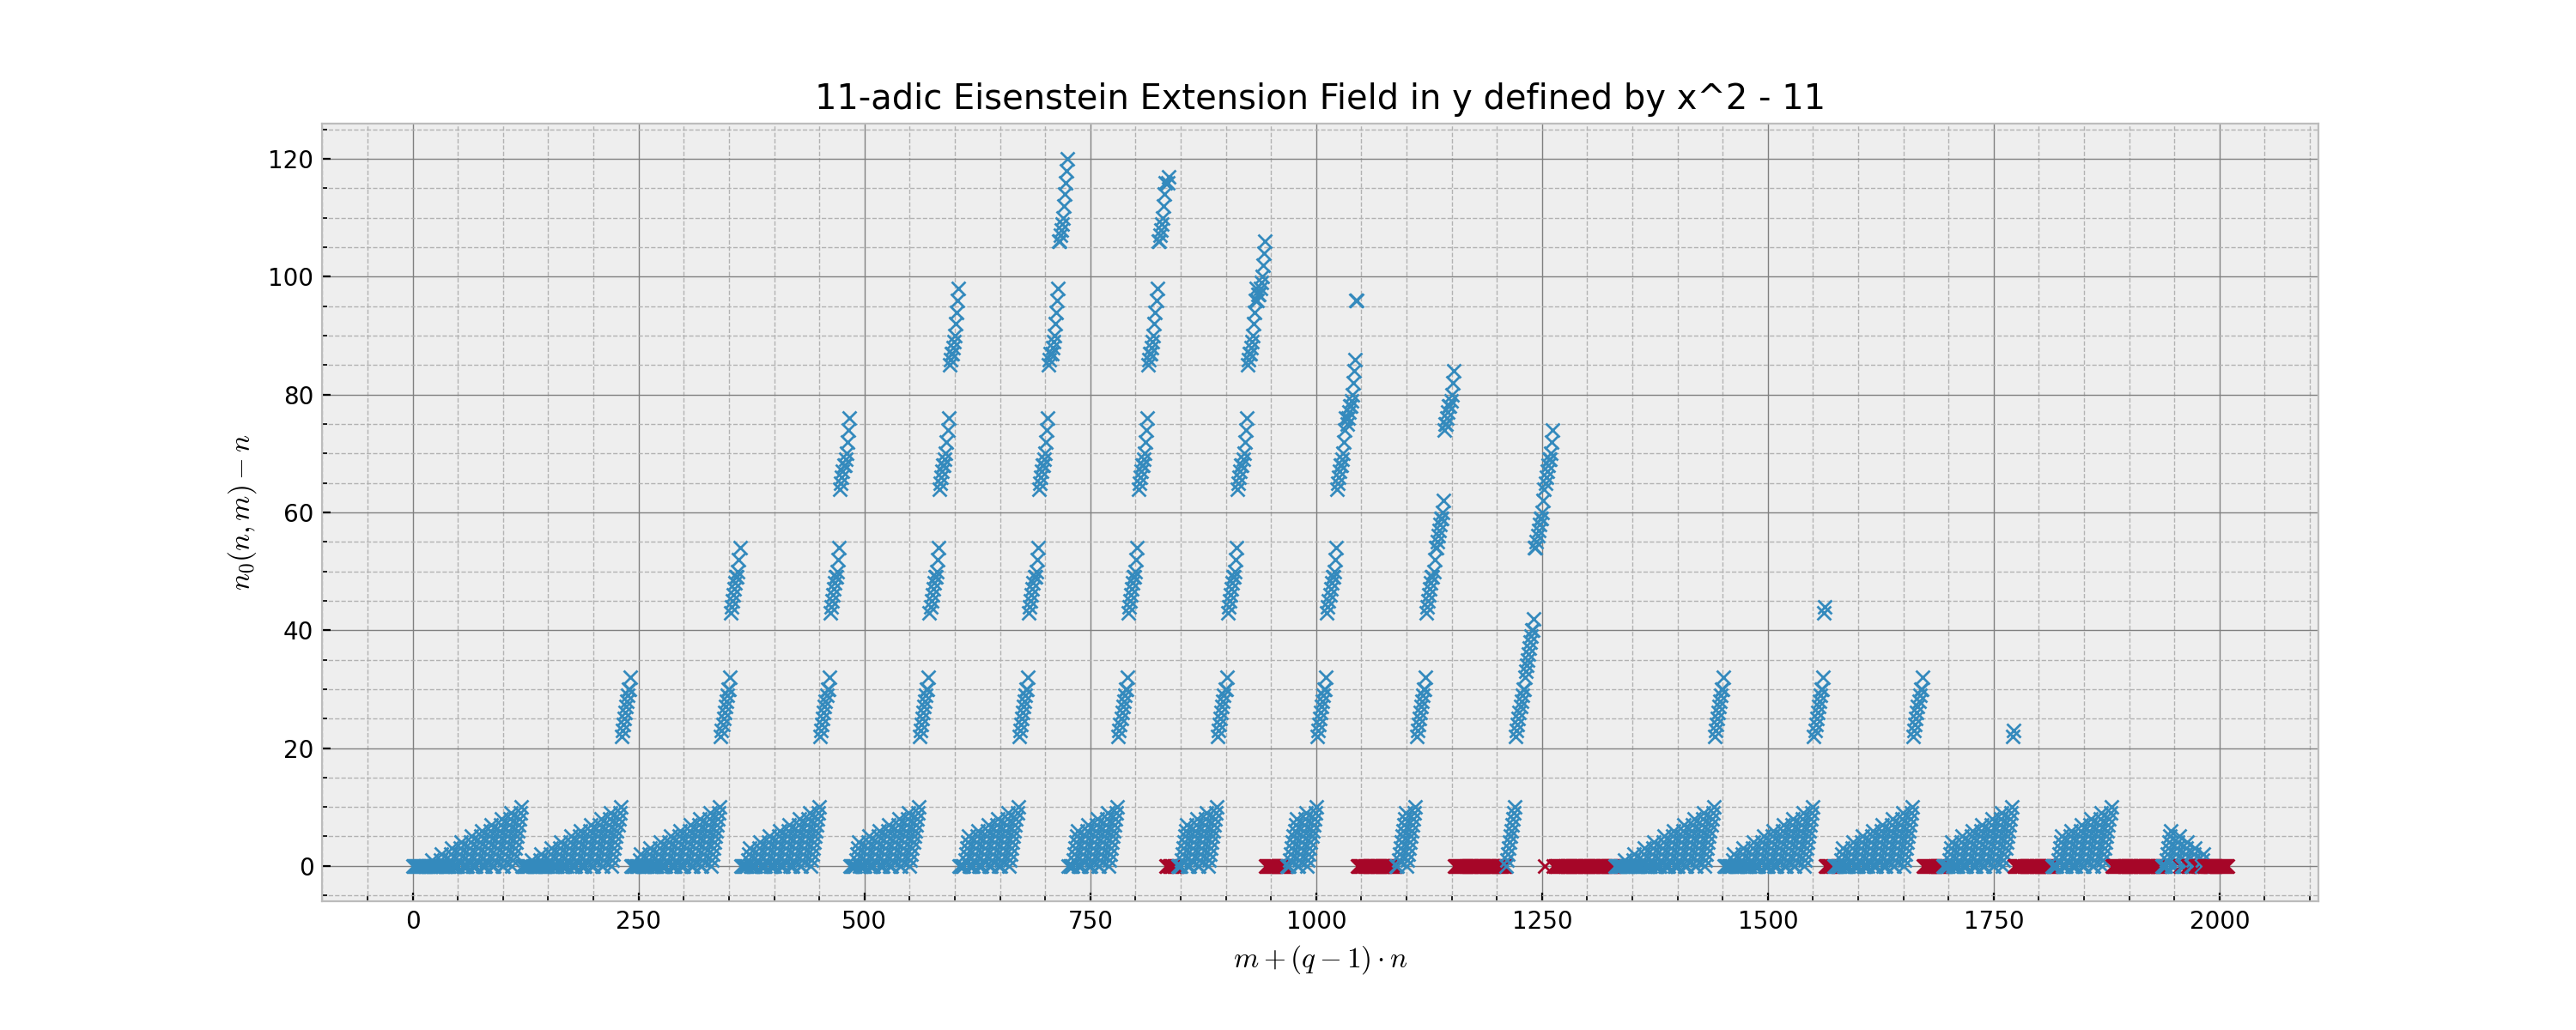 11-adic Eisenstein Extension Field in y defined by x^2 - 11
120
100
80
60
40
20
0
n₀(n, m) − n
0 250 500 750 1000 1250 1500 1750 2000
m + (q − 1) · n